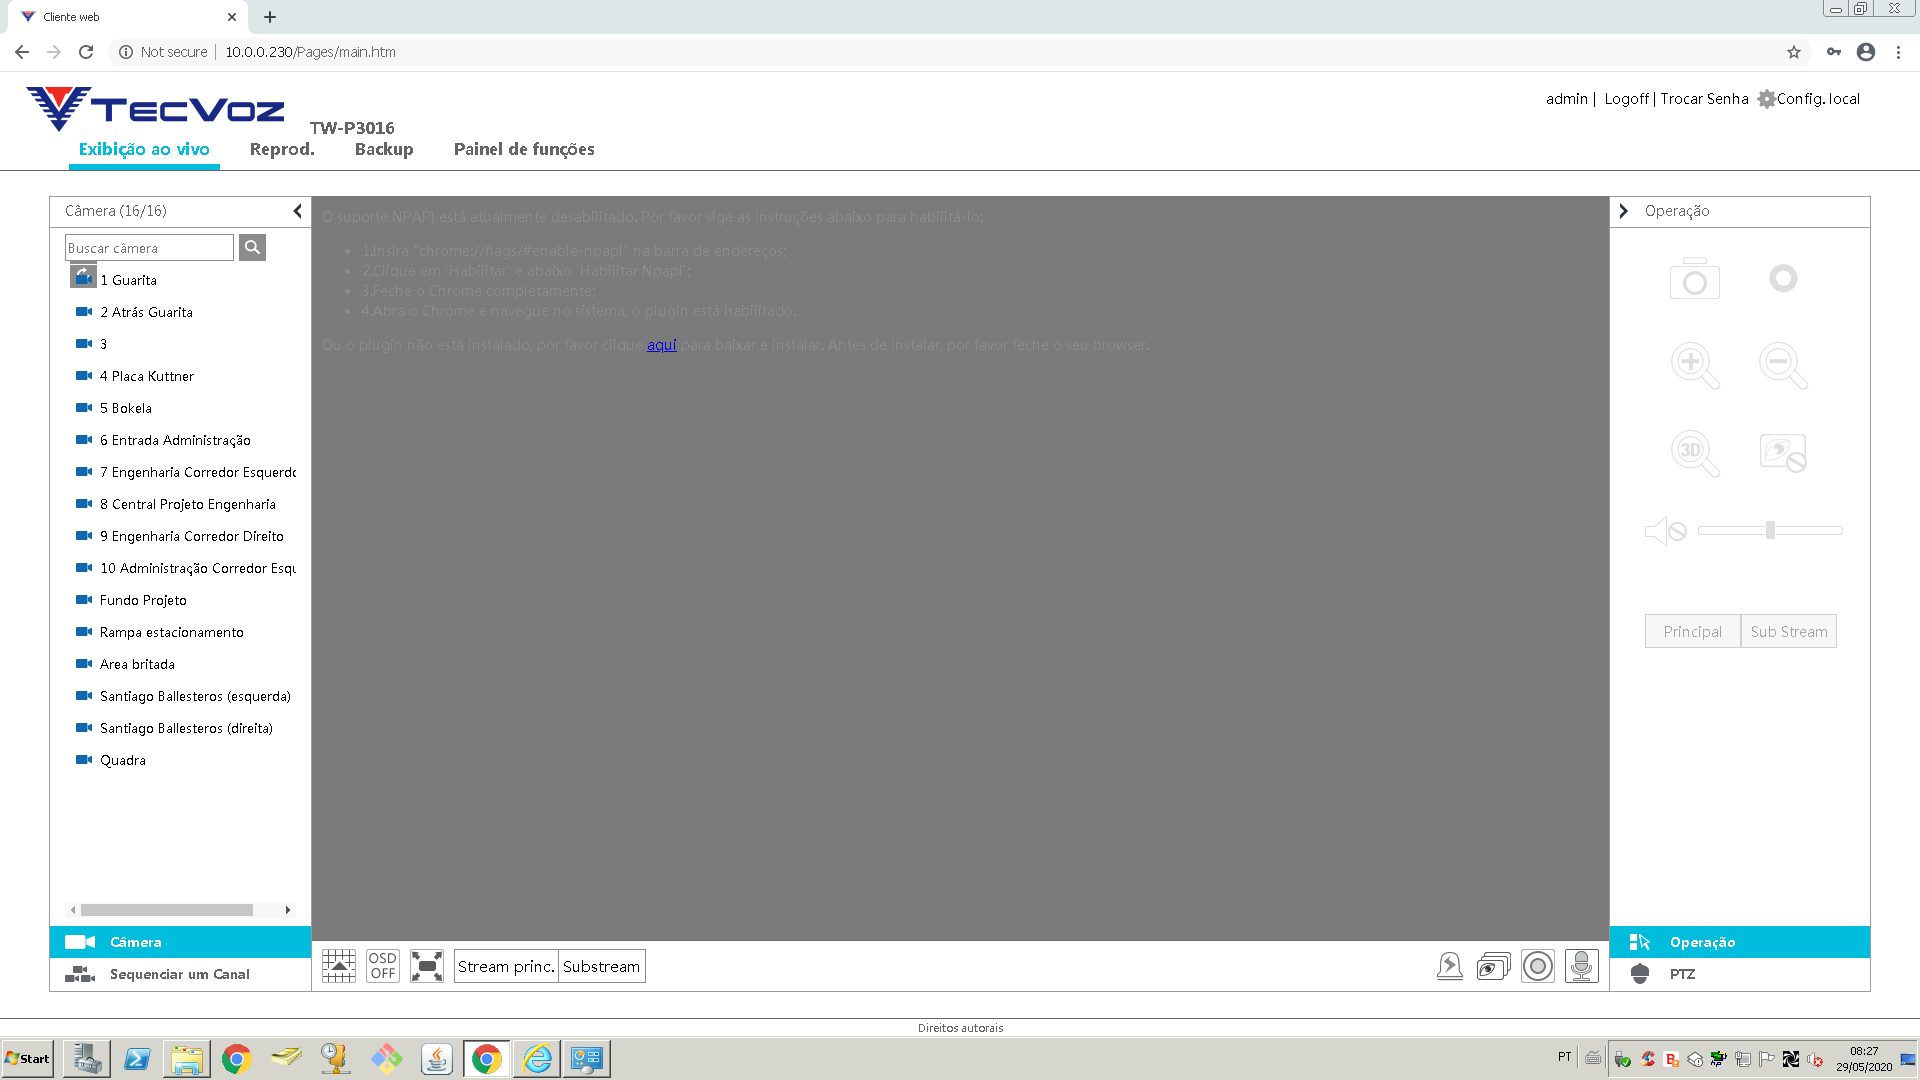 Cliente web
Not secure
10.0.0.230/Pages/main.htm
TECVOZ
TW-P3016
admin | Logoff | Trocar Senha Config. local
Exibição ao vivo Reprod. Backup Painel de funções
Câmera (16/16)
Buscar câmera
1 Guarita
2 Atrás Guarita
3
4 Placa Kuttner
5 Bokela
6 Entrada Administração
7 Engenharia Corredor Esquerdo
8 Central Projeto Engenharia
9 Engenharia Corredor Direito
10 Administração Corredor Esqu
Fundo Projeto
Rampa estacionamento
Area britada
Santiago Ballesteros (esquerda)
Santiago Ballesteros (direita)
Quadra
Câmera
Sequenciar um Canal
O suporte NPAPI está atualmente desabilitado. Por favor siga as instruções abaixo para habilitá-lo:
1.Insira "chrome://flags/#enable-npapi" na barra de endereços;
2.Clique em 'Habilitar' e abaixo 'Habilitar Npapi';
3.Feche o Chrome completamente;
4.Abra o Chrome e navegue no sistema, o plugin está habilitado.
Ou o plugin não está instalado, por favor clique aqui para baixar e instalar. Antes de instalar, por favor feche o seu browser.
OSD
OFF
Stream princ. Substream
Operação
3D
Principal Sub Stream
Operação
PTZ
Direitos autorais
Start
PT
08:27
29/05/2020